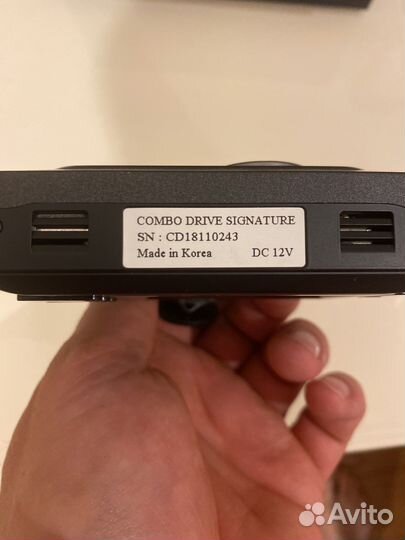 COMBO DRIVE SIGNATURE
SN : CD18110243
Made in Korea DC 12V
Avito